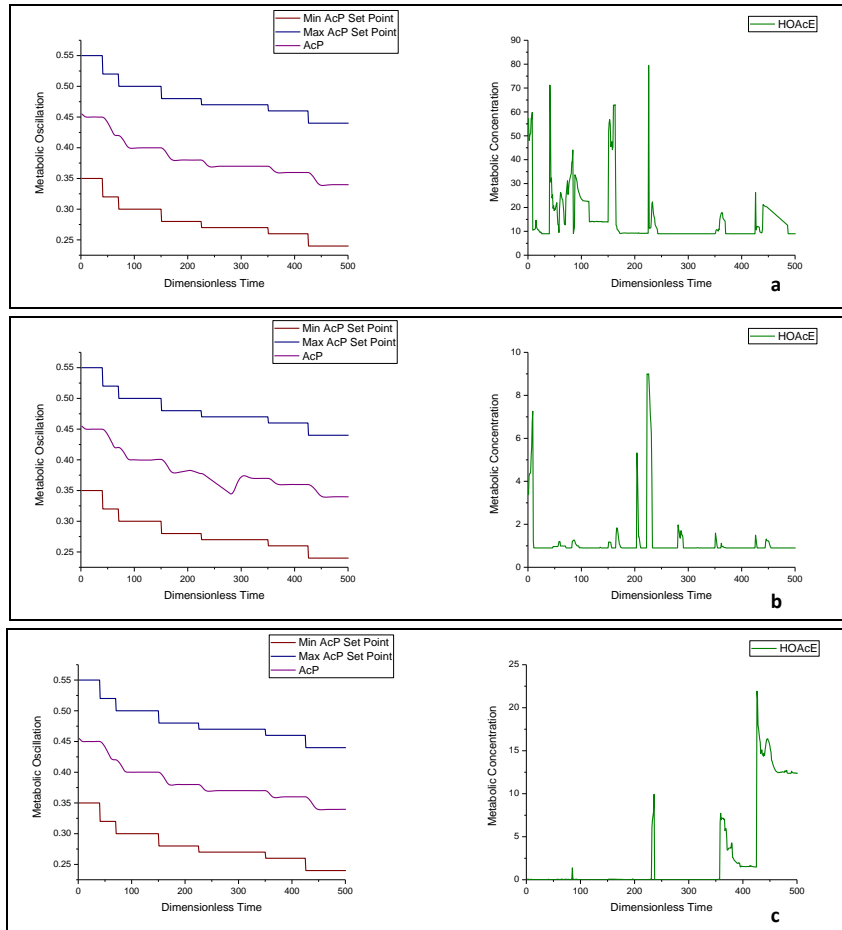 Min AcP Set Point
Max AcP Set Point
AcP
0.55
0.50
0.45
0.40
0.35
0.30
0.25
Metabolic Oscillation
0 100 200 300 400 500
Dimensionless Time
HOAcE
90
80
70
60
50
40
30
20
10
0
Metabolic Concentration
0 100 200 300 400 500
Dimensionless Time
a
Min AcP Set Point
Max AcP Set Point
AcP
0.55
0.50
0.45
0.40
0.35
0.30
0.25
Metabolic Oscillation
0 100 200 300 400 500
Dimensionless Time
HOAcE
10
8
6
4
2
0
Metabolic Concentration
0 100 200 300 400 500
Dimensionless Time
b
Min AcP Set Point
Max AcP Set Point
AcP
0.55
0.50
0.45
0.40
0.35
0.30
0.25
Metabolic Oscillation
0 100 200 300 400 500
Dimensionless Time
HOAcE
25
20
15
10
5
0
Metabolic Concentration
0 100 200 300 400 500
Dimensionless Time
c